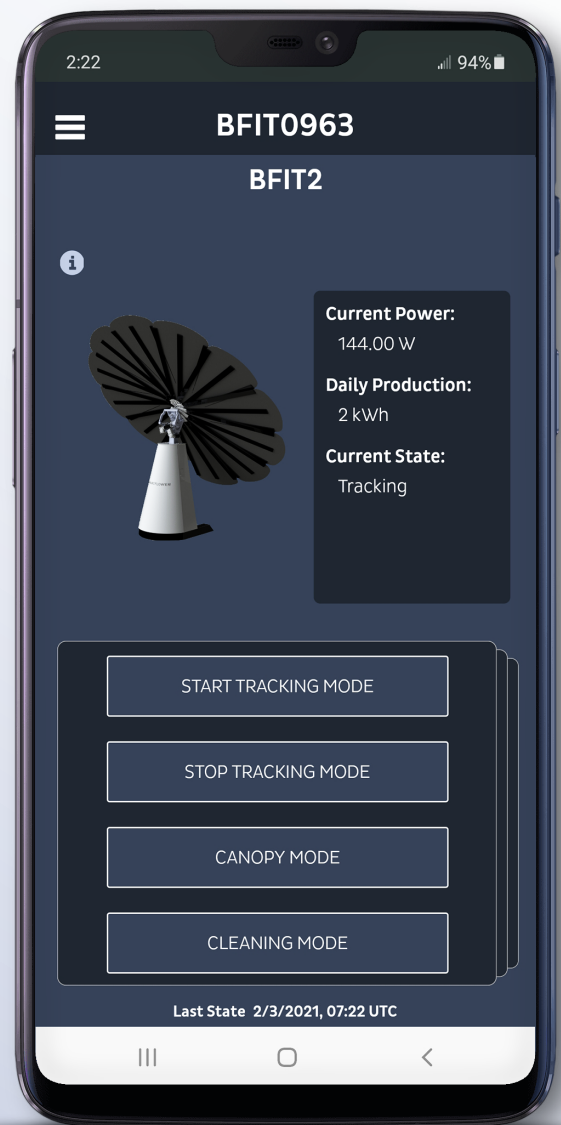 2:22
94%
BFIT0963
BFIT2
Current Power:
144.00 W
Daily Production:
2 kWh
Current State:
Tracking
START TRACKING MODE
STOP TRACKING MODE
CANOPY MODE
CLEANING MODE
Last State 2/3/2021, 07:22 UTC